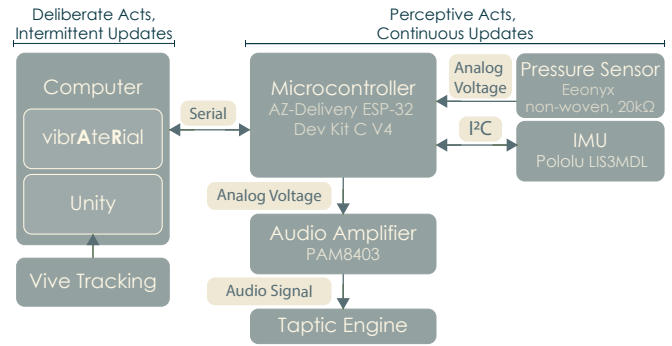 Deliberate Acts,
Intermittent Updates
Perceptive Acts,
Continuous Updates
Computer
vibrAteRial
Unity
Vive Tracking
Serial
Microcontroller
AZ-Delivery ESP-32
Dev Kit C V4
Analog
Voltage
I²C
Pressure Sensor
Eeonyx
non-woven, 20kΩ
IMU
Pololu LIS3MDL
Analog Voltage
Audio Amplifier
PAM8403
Audio Signal
Taptic Engine